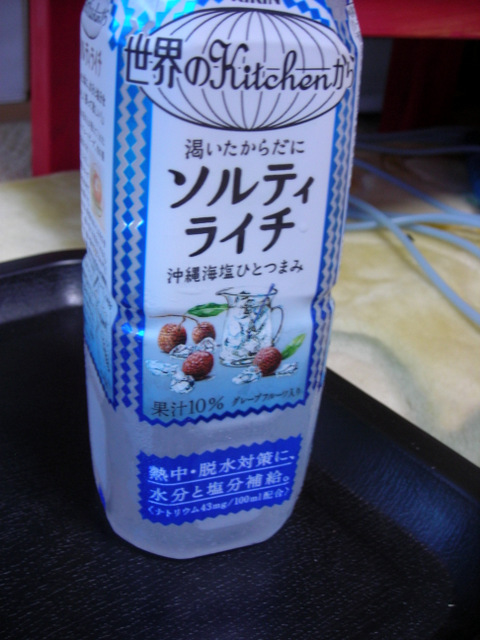 KIRIN
世界のKitchenから
渇いたからだに
ソルティ
ライチ
沖縄海塩ひとつまみ
果汁10% グレープフルーツ入り
熱中・脱水対策に、
水分と塩分補給。
〈ナトリウム43mg/100ml配合〉